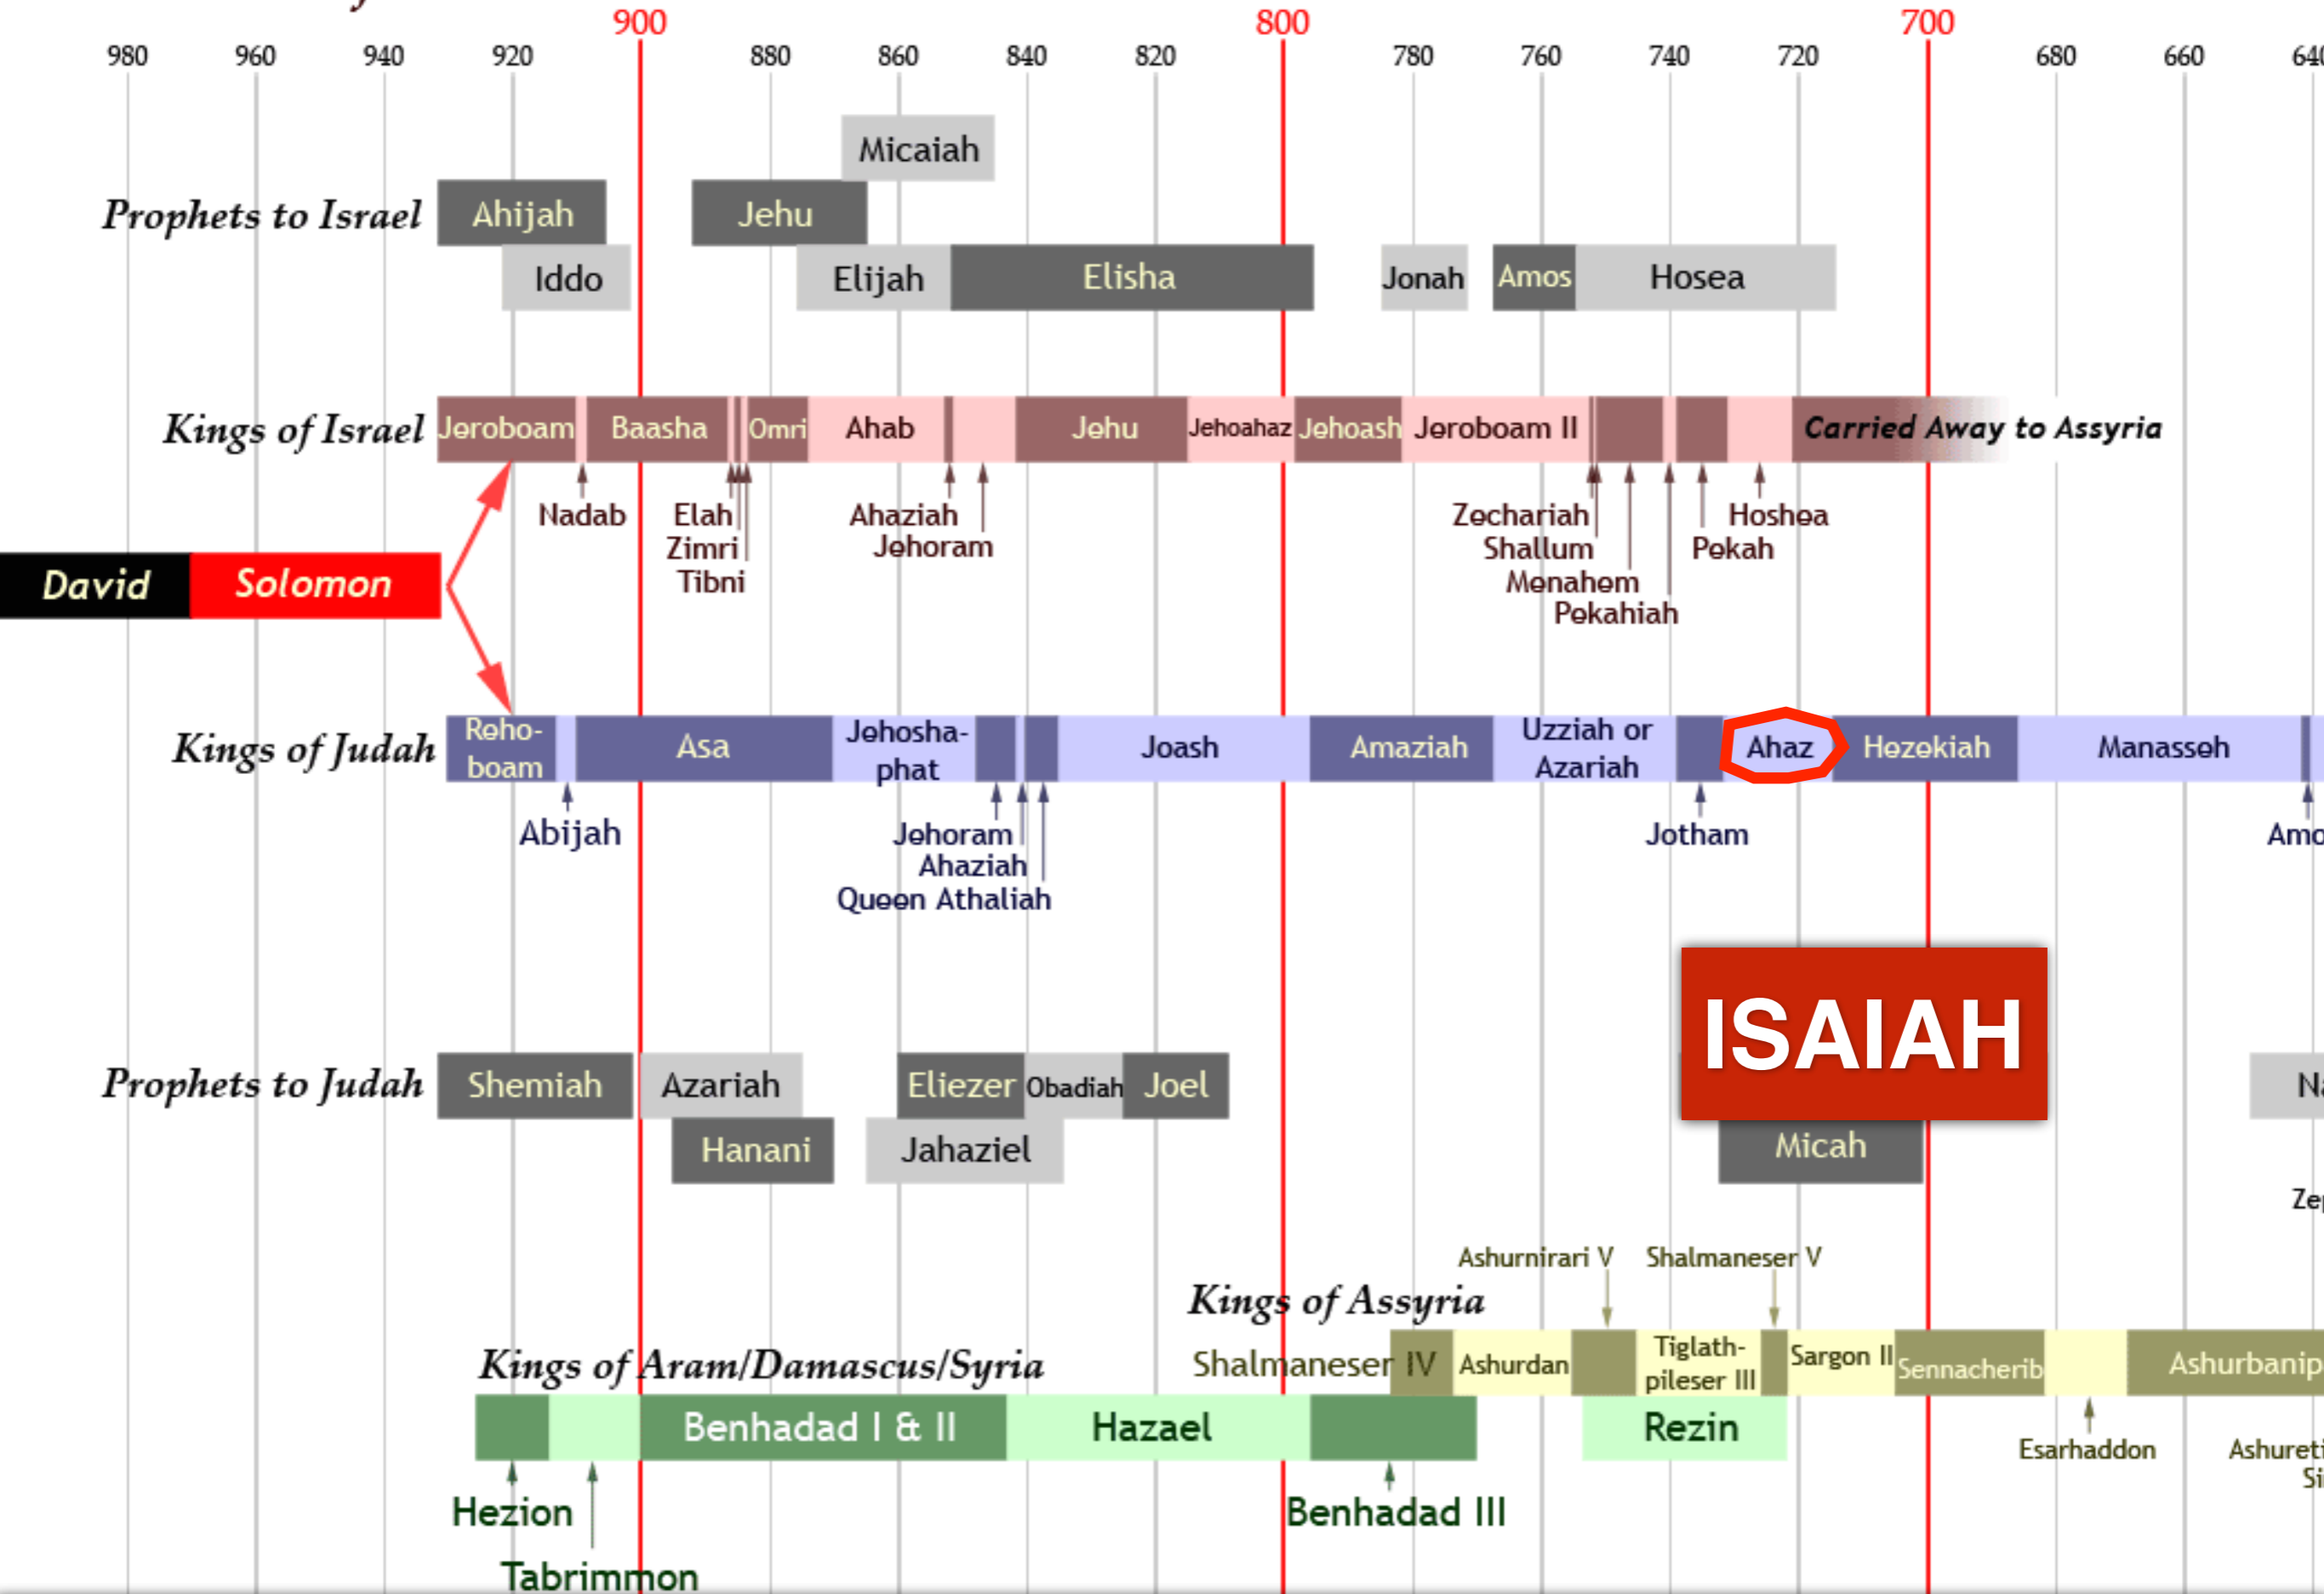 900 800 700
980 960 940 920 880 860 840 820 780 760 740 720 680 660
Micaiah
Prophets to Israel Ahijah Jehu
Iddo Elijah Elisha Jonah Amos Hosea
Kings of Israel Jeroboam Baasha Omri Ahab Jehu Jehoahaz Jehoash Jeroboam II Carried Away to Assyria
Nadab Elah Ahaziah Zechariah Hoshea
Zimri Jehoram Shallum Pekah
Tibni Menahem
Pekahiah
David Solomon
Kings of Judah Reho-
boam Asa Jehosha-
phat Joash Amaziah Uzziah or
Azariah Ahaz Hezekiah Manasseh
Abijah Jehoram Jotham Amo
Ahaziah
Queen Athaliah
ISAIAH
Prophets to Judah Shemiah Azariah Eliezer Obadiah Joel Na
Hanani Jahaziel Micah
Zep
Ashurnirari V Shalmaneser V
Kings of Assyria
Shalmaneser IV Ashurdan Tiglath-
pileser III Sargon II Sennacherib Ashurbanip
Kings of Aram/Damascus/Syria
Benhadad I & II Hazael Rezin
Esarhaddon Ashureti
Si
Hezion Benhadad III
Tabrimmon